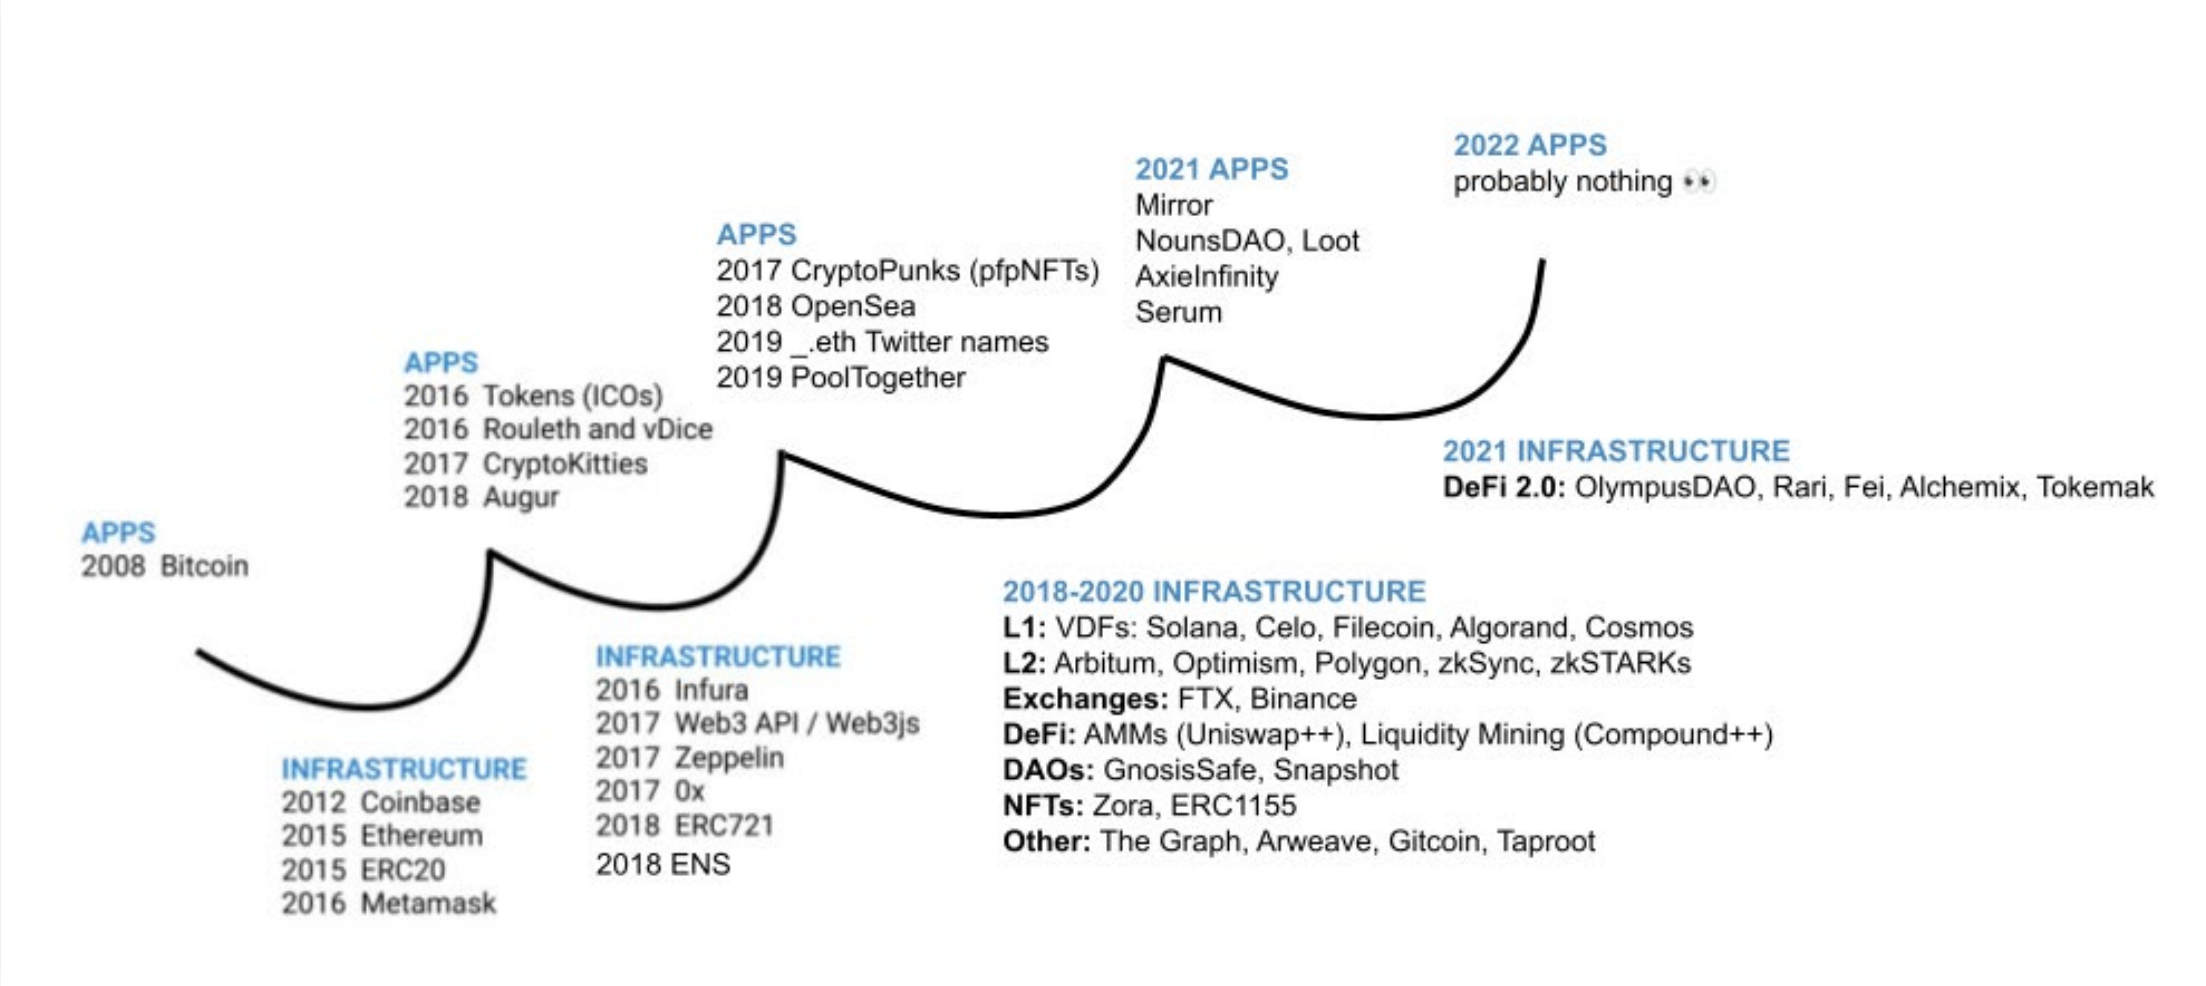 APPS
2008 Bitcoin
INFRASTRUCTURE
2012 Coinbase
2015 Ethereum
2015 ERC20
2016 Metamask
APPS
2016 Tokens (ICOs)
2016 Rouleth and vDice
2017 CryptoKitties
2018 Augur
INFRASTRUCTURE
2016 Infura
2017 Web3 API / Web3js
2017 Zeppelin
2017 0x
2018 ERC721
2018 ENS
APPS
2017 CryptoPunks (pfpNFTs)
2018 OpenSea
2019 _.eth Twitter names
2019 PoolTogether
2018-2020 INFRASTRUCTURE
L1: VDFs: Solana, Celo, Filecoin, Algorand, Cosmos
L2: Arbitum, Optimism, Polygon, zkSync, zkSTARKs
Exchanges: FTX, Binance
DeFi: AMMs (Uniswap++), Liquidity Mining (Compound++)
DAOs: GnosisSafe, Snapshot
NFTs: Zora, ERC1155
Other: The Graph, Arweave, Gitcoin, Taproot
2021 APPS
Mirror
NounsDAO, Loot
AxieInfinity
Serum
2021 INFRASTRUCTURE
DeFi 2.0: OlympusDAO, Rari, Fei, Alchemix, Tokemak
2022 APPS
probably nothing 👀